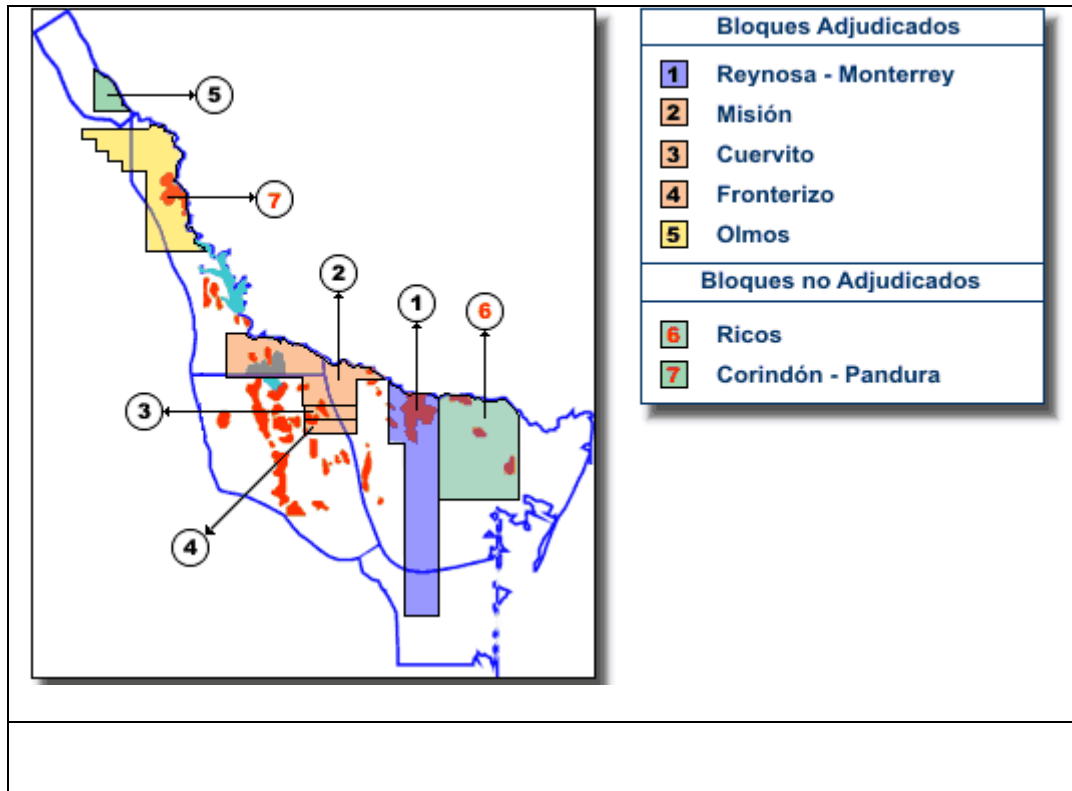 5
7
2
1
6
3
4
Bloques Adjudicados
1 Reynosa - Monterrey
2 Misión
3 Cuervito
4 Fronterizo
5 Olmos
Bloques no Adjudicados
6 Ricos
7 Corindón - Pandura